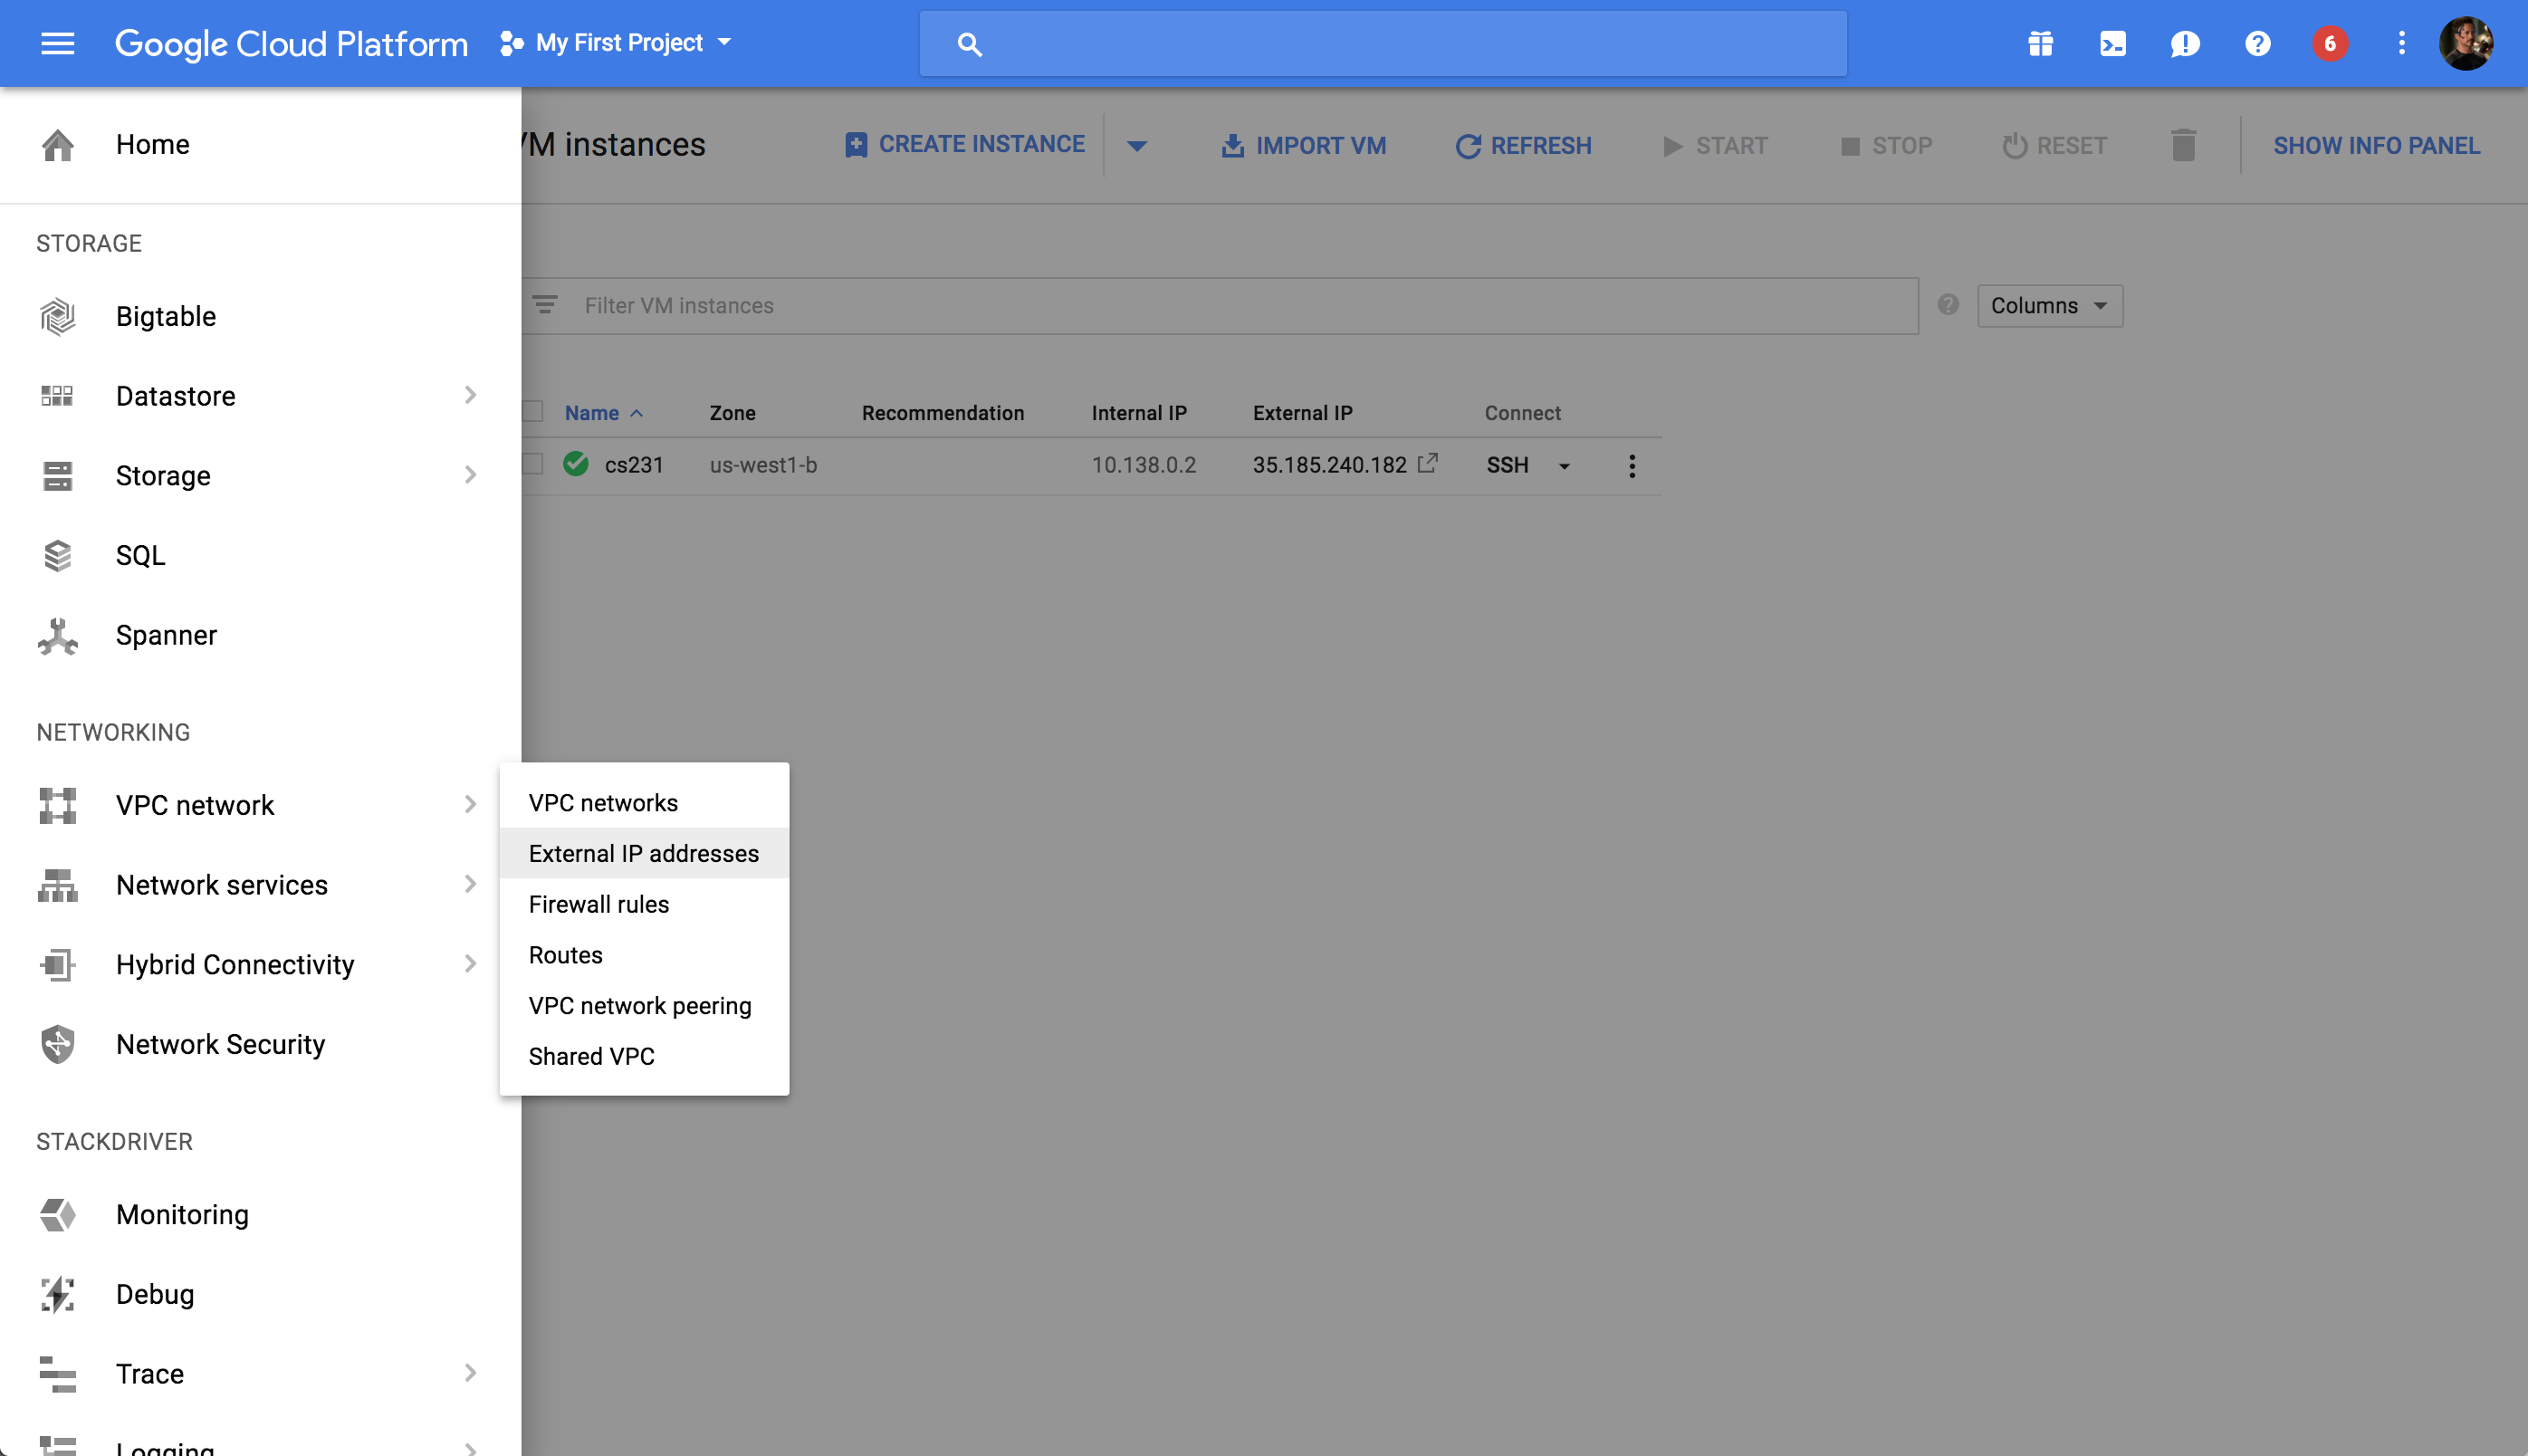 Google Cloud Platform
My First Project
6
Home
VM instances
CREATE INSTANCE
IMPORT VM
REFRESH
START
STOP
RESET
SHOW INFO PANEL
STORAGE
Bigtable
Datastore
Storage
SQL
Spanner
NETWORKING
VPC network
Network services
Hybrid Connectivity
Network Security
STACKDRIVER
Monitoring
Debug
Trace
Logging
VPC networks
External IP addresses
Firewall rules
Routes
VPC network peering
Shared VPC
Filter VM instances
Columns
Name Zone Recommendation Internal IP External IP Connect
cs231 us-west1-b 10.138.0.2 35.185.240.182 SSH